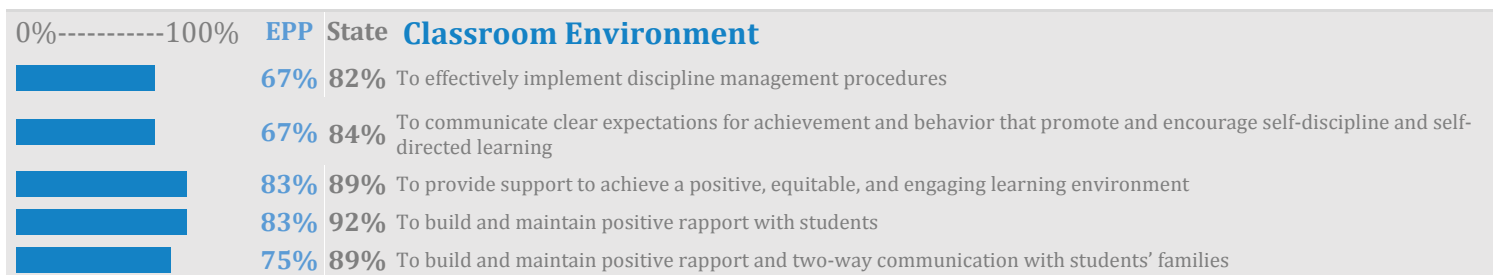 0%-----------100% EPP State Classroom Environment
67% 82% To effectively implement discipline management procedures
67% 84% To communicate clear expectations for achievement and behavior that promote and encourage self-discipline and self-
directed learning
83% 89% To provide support to achieve a positive, equitable, and engaging learning environment
83% 92% To build and maintain positive rapport with students
75% 89% To build and maintain positive rapport and two-way communication with students’ families